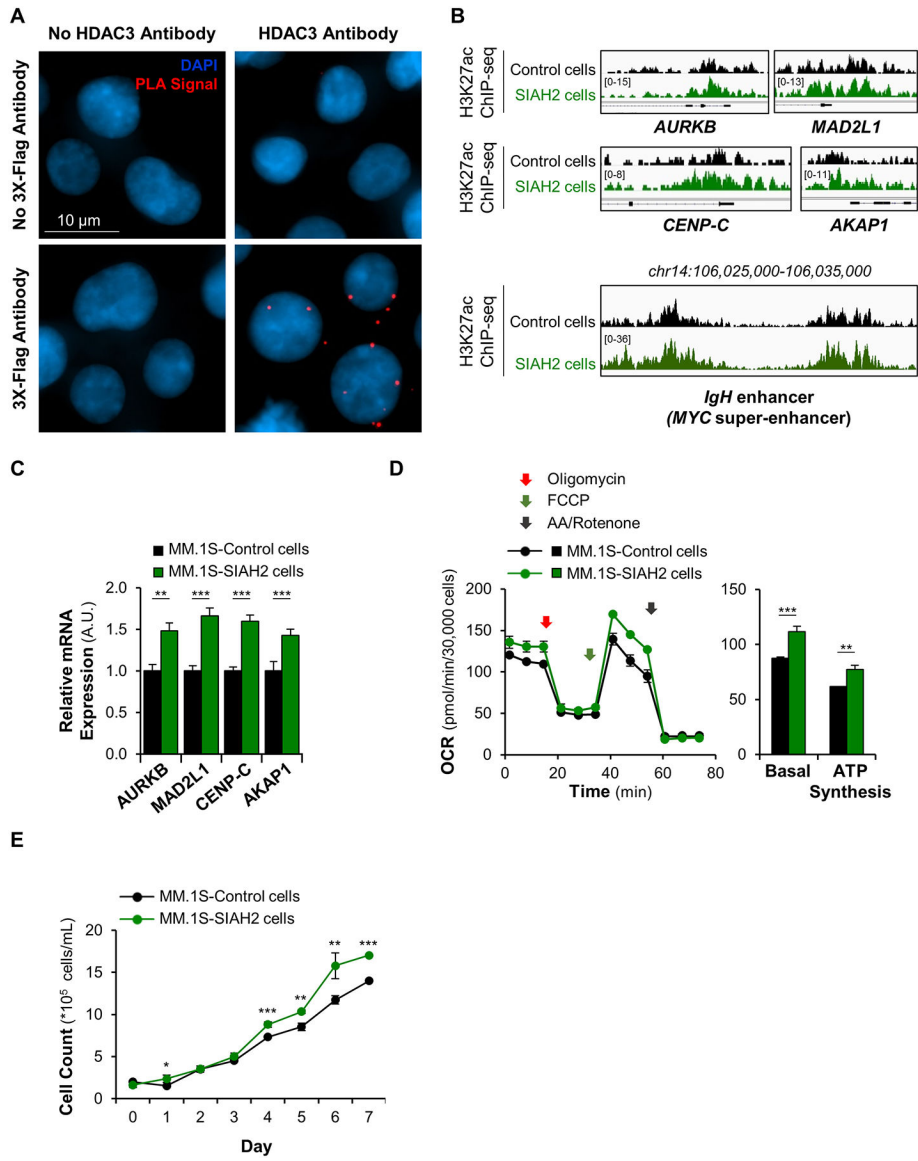 A
No HDAC3 Antibody
HDAC3 Antibody
No 3X-Flag Antibody
DAPI
PLA Signal
10 µm
3X-Flag Antibody
B
H3K27ac
ChIP-seq
Control cells
SIAH2 cells
[0-15]
[0-13]
AURKB
MAD2L1
H3K27ac
ChIP-seq
Control cells
SIAH2 cells
[0-8]
[0-11]
CENP-C
AKAP1
chr14:106,025,000-106,035,000
H3K27ac
ChIP-seq
Control cells
SIAH2 cells
[0-36]
IgH enhancer
(MYC super-enhancer)
C
MM.1S-Control cells
MM.1S-SIAH2 cells
Relative mRNA
Expression (A.U.)
2.0
1.5
1.0
0.5
0.0
** *** *** ***
AURKB
MAD2L1
CENP-C
AKAP1
D
Oligomycin
FCCP
AA/Rotenone
MM.1S-Control cells
MM.1S-SIAH2 cells
OCR (pmol/min/30,000 cells)
200
150
100
50
0
0 20 40 60 80
Time (min)
150
100
50
0
***
**
Basal
ATP
Synthesis
E
MM.1S-Control cells
MM.1S-SIAH2 cells
Cell Count (*10⁵ cells/mL)
20
15
10
5
0
* *** ** ** ***
0 1 2 3 4 5 6 7
Day